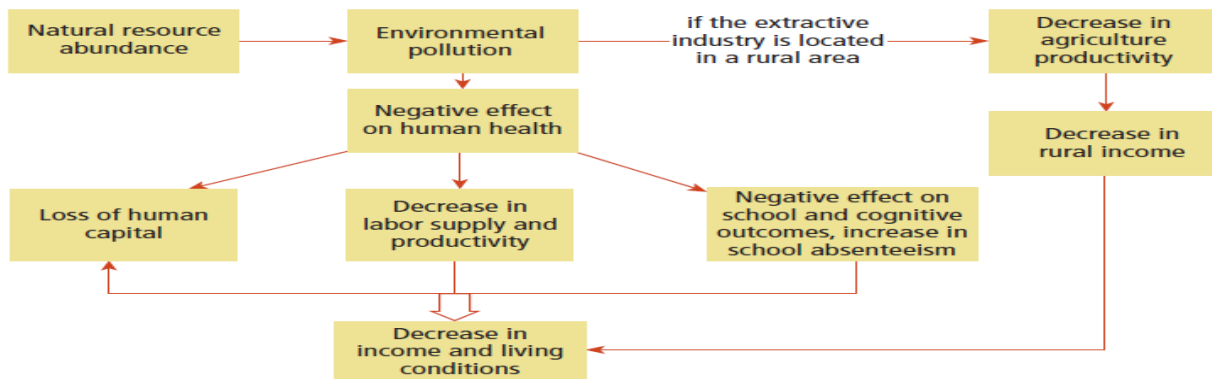 Natural resource
abundance
Environmental
pollution
if the extractive
industry is located
in a rural area
Decrease in
agriculture
productivity
Negative effect
on human health
Decrease in
rural income
Loss of human
capital
Decrease in
labor supply and
productivity
Negative effect on
school and cognitive
outcomes, increase in
school absenteeism
Decrease in
income and living
conditions